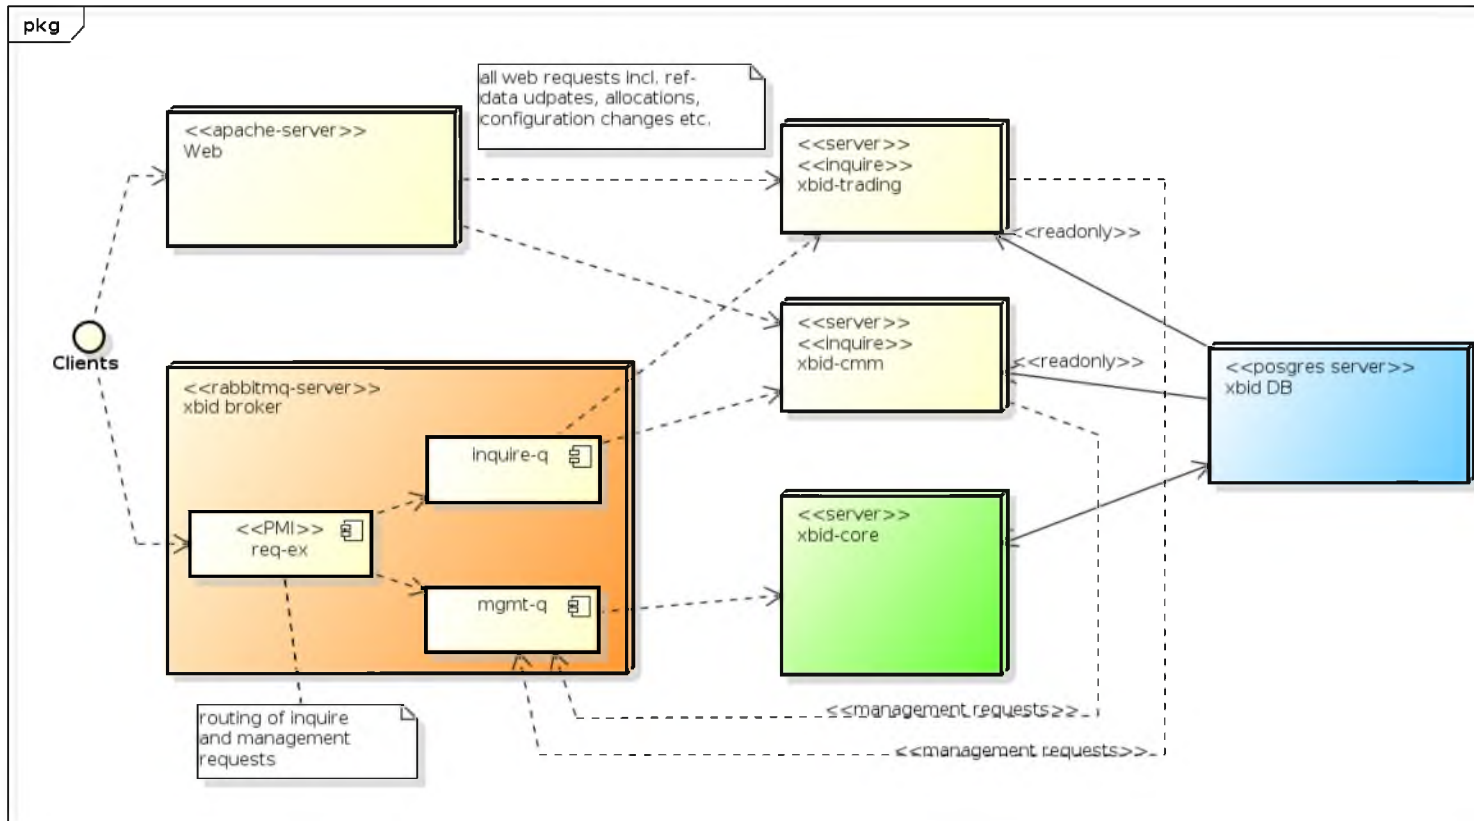 pkg
all web requests incl. ref-
data udpates, allocations,
configuration changes etc.
<<apache-server>>
Web
<<server>>
<<inquire>>
xbid-trading
<<readonly>>
Clients
<<server>>
<<inquire>>
xbid-cmm
<<readonly>>
<<posgres server>>
xbid DB
<<rabbitmq-server>>
xbid broker
inquire-q
<<PMI>>
req-ex
mgmt-q
<<server>>
xbid-core
routing of inquire
and management
requests
<<management requests>>
<<management requests>>